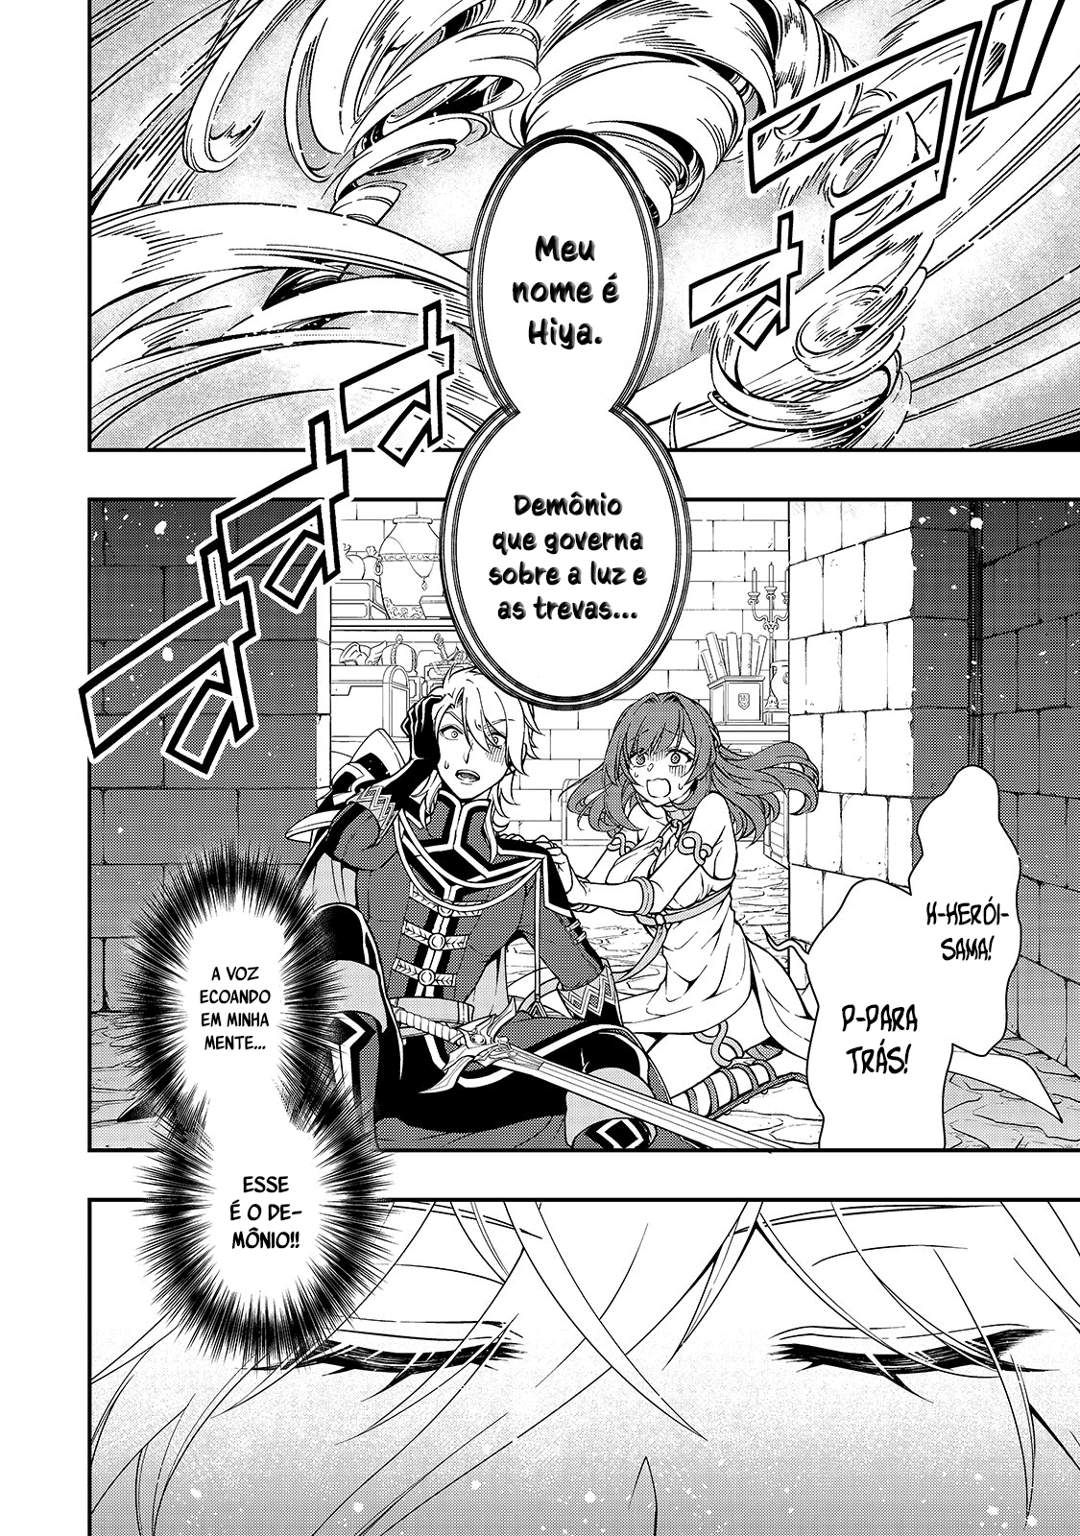 Meu
nome é
Hiya.
Demônio
que governa
sobre a luz e
as trevas...
H-HERÓI-
SAMA!
P-PARA
TRÁS!
A VOZ
ECOANDO
EM MINHA
MENTE...
ESSE
É O DE-
MÔNIO!!